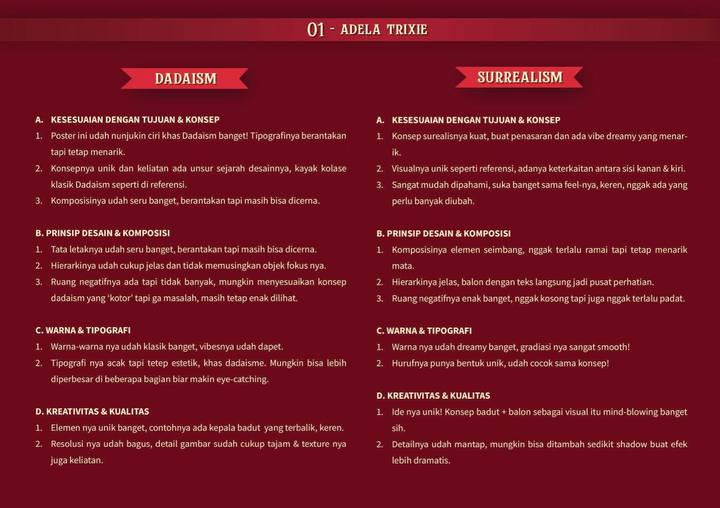 01 - ADELA TRIXIE
DADAISM
A. KESESUAIAN DENGAN TUJUAN & KONSEP
1. Poster ini udah nunjukin ciri khas Dadaism banget! Tipografinya berantakan
tapi tetap menarik.
2. Konsepnya unik dan keliatan ada unsur sejarah desainnya, kayak kolase
klasik Dadaism seperti di referensi.
3. Komposisinya udah seru banget, berantakan tapi masih bisa dicerna.
B. PRINSIP DESAIN & KOMPOSISI
1. Tata letaknya udah seru banget, berantakan tapi masih bisa dicerna.
2. Hierarkinya udah cukup jelas dan tidak memusingkan objek fokus nya.
3. Ruang negatifnya ada tapi tidak banyak, mungkin menyesuaikan konsep
dadaism yang ‘kotor’ tapi ga masalah, masih tetap enak dilihat.
C. WARNA & TIPOGRAFI
1. Warna-warna nya udah klasik banget, vibesnya udah dapet.
2. Tipografi nya acak tapi tetep estetik, khas dadaisme. Mungkin bisa lebih
diperbesar di beberapa bagian biar makin eye-catching.
D. KREATIVITAS & KUALITAS
1. Elemen nya unik banget, contohnya ada kepala badut yang terbalik, keren.
2. Resolusi nya udah bagus, detail gambar sudah cukup tajam & texture nya
juga keliatan.
SURREALISM
A. KESESUAIAN DENGAN TUJUAN & KONSEP
1. Konsep surealisnya kuat, buat penasaran dan ada vibe dreamy yang menar-
ik.
2. Visualnya unik seperti referensi, adanya keterkaitan antara sisi kanan & kiri.
3. Sangat mudah dipahami, suka banget sama feel-nya, keren, nggak ada yang
perlu banyak diubah.
B. PRINSIP DESAIN & KOMPOSISI
1. Komposisinya elemen seimbang, nggak terlalu ramai tapi tetap menarik
mata.
2. Hierarkinya jelas, balon dengan teks langsung jadi pusat perhatian.
3. Ruang negatifnya enak banget, nggak kosong tapi juga nggak terlalu padat.
C. WARNA & TIPOGRAFI
1. Warna nya udah dreamy banget, gradiasi nya sangat smooth!
2. Hurufnya punya bentuk unik, udah cocok sama konsep!
D. KREATIVITAS & KUALITAS
1. Ide nya unik! Konsep badut + balon sebagai visual itu mind-blowing banget
sih.
2. Detailnya udah mantap, mungkin bisa ditambah sedikit shadow buat efek
lebih dramatis.